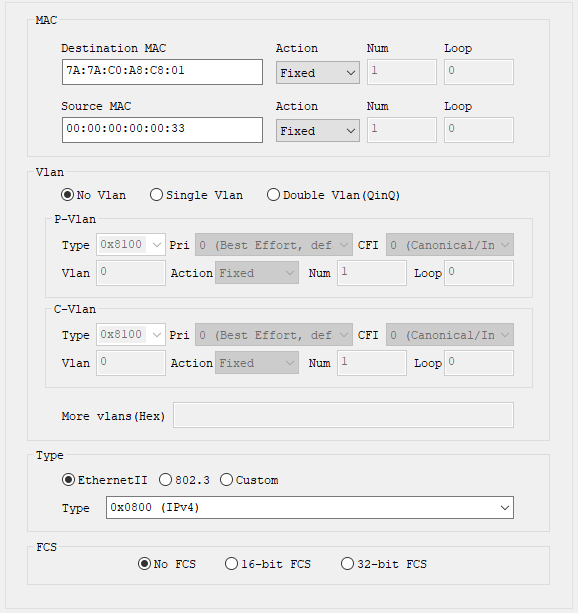 MAC
Destination MAC Action Num Loop
7A:7A:C0:A8:C8:01 Fixed 1 0
Source MAC Action Num Loop
00:00:00:00:00:33 Fixed 1 0
Vlan
No Vlan Single Vlan Double Vlan(QinQ)
P-Vlan
Type 0x8100 Pri 0 (Best Effort, def CFI 0 (Canonical/In
Vlan 0 Action Fixed Num 1 Loop 0
C-Vlan
Type 0x8100 Pri 0 (Best Effort, def CFI 0 (Canonical/In
Vlan 0 Action Fixed Num 1 Loop 0
More vlans(Hex)
Type
EthernetII 802.3 Custom
Type 0x0800 (IPv4)
FCS
No FCS 16-bit FCS 32-bit FCS